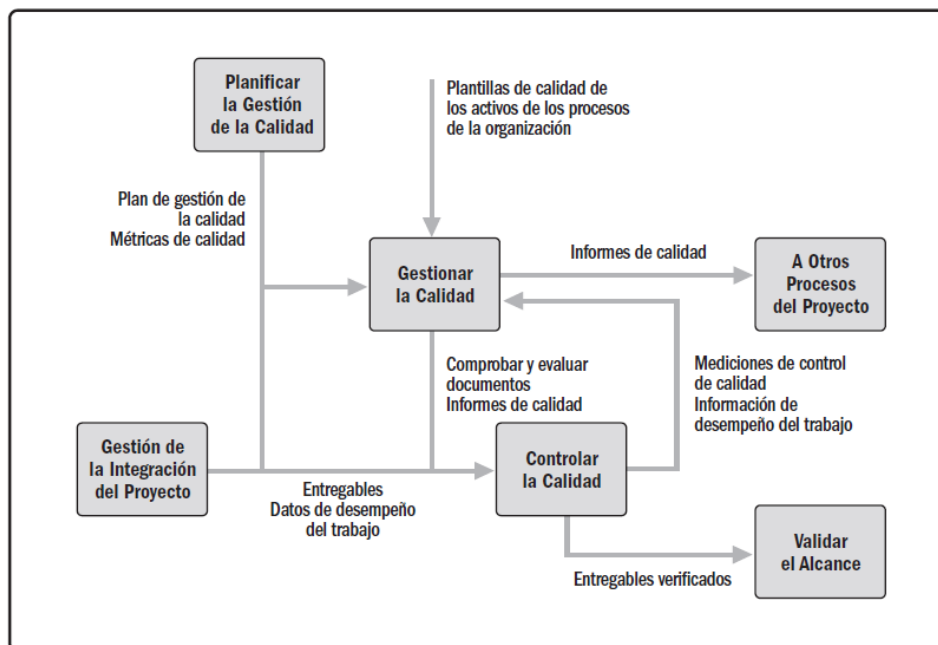 Planificar
la Gestión
de la Calidad
Plantillas de calidad de
los activos de los procesos
de la organización
Plan de gestión de
la calidad
Métricas de calidad
Gestionar
la Calidad
Informes de calidad
A Otros
Procesos
del Proyecto
Comprobar y evaluar
documentos
Informes de calidad
Mediciones de control
de calidad
Información de
desempeño del trabajo
Gestión de
la Integración
del Proyecto
Entregables
Datos de desempeño
del trabajo
Controlar
la Calidad
Entregables verificados
Validar
el Alcance